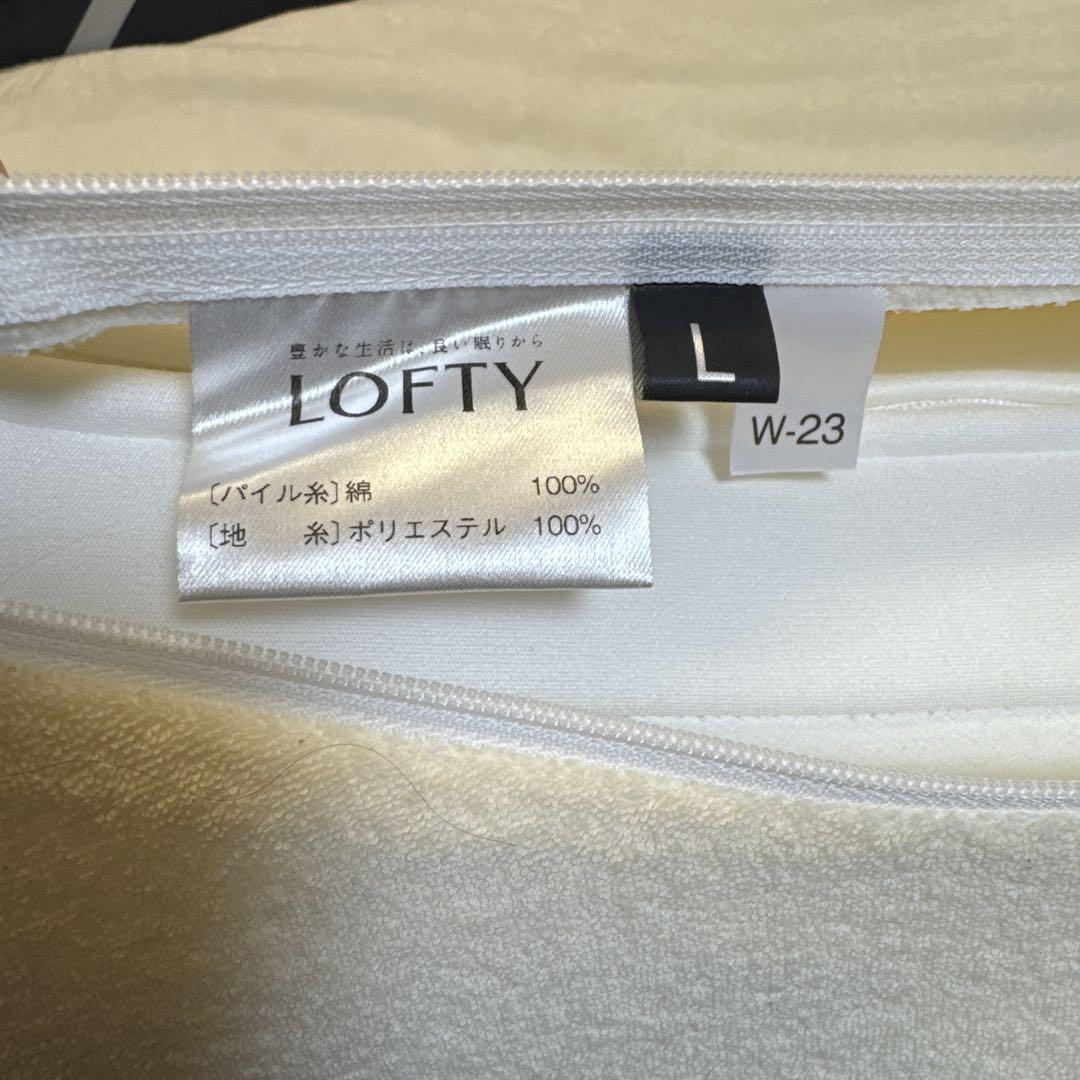 豊かな生活は、良い眠りから
LOFTY
〔パイル糸〕綿 100%
〔地 糸〕ポリエステル 100%
L
W-23